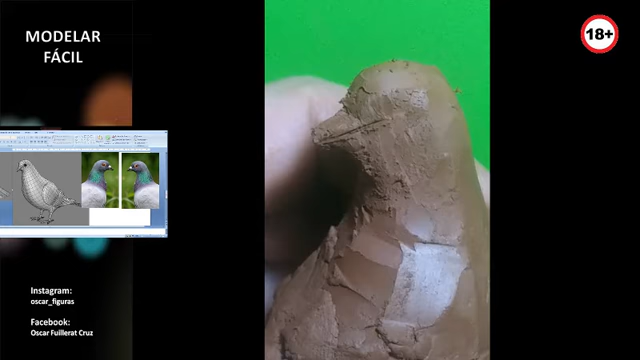 MODELAR
FÁCIL
18+
Instagram:
oscar_figuras
Facebook:
Oscar Fuillerat Cruz